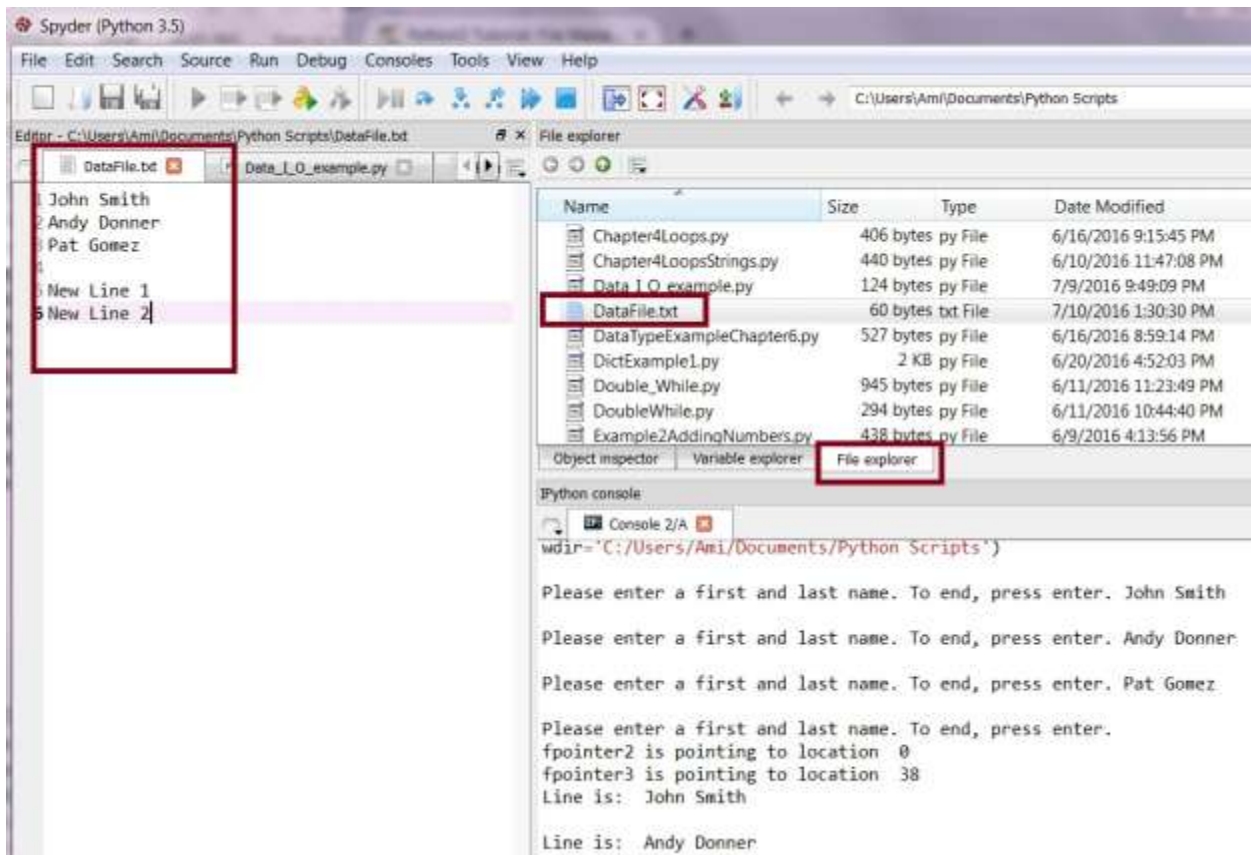 Spyder (Python 3.5)
File Edit Search Source Run Debug Consoles Tools View Help
C:\Users\Ami\Documents\Python Scripts
Editor - C:\Users\Ami\Documents\Python Scripts\DataFile.txt
DataFile.txt Data_I_O_example.py
1 John Smith
2 Andy Donner
3 Pat Gomez
4
5 New Line 1
6 New Line 2
File explorer
Name Size Type Date Modified
Chapter4Loops.py 406 bytes py File 6/16/2016 9:15:45 PM
Chapter4LoopsStrings.py 440 bytes py File 6/10/2016 11:47:08 PM
Data_I_O_example.py 124 bytes py File 7/9/2016 9:49:09 PM
DataFile.txt 60 bytes txt File 7/10/2016 1:30:30 PM
DataTypeExampleChapter6.py 527 bytes py File 6/16/2016 8:59:14 PM
DictExample1.py 2 KB py File 6/20/2016 4:52:03 PM
Double_While.py 945 bytes py File 6/11/2016 11:23:49 PM
DoubleWhile.py 294 bytes py File 6/11/2016 10:44:40 PM
Example2AddingNumbers.py 438 bytes py File 6/9/2016 4:13:56 PM
Object inspector Variable explorer File explorer
IPython console
Console 2/A
wdir='C:/Users/Ami/Documents/Python Scripts')
Please enter a first and last name. To end, press enter. John Smith
Please enter a first and last name. To end, press enter. Andy Donner
Please enter a first and last name. To end, press enter. Pat Gomez
Please enter a first and last name. To end, press enter.
fpointer2 is pointing to location 0
fpointer3 is pointing to location 38
Line is: John Smith
Line is: Andy Donner